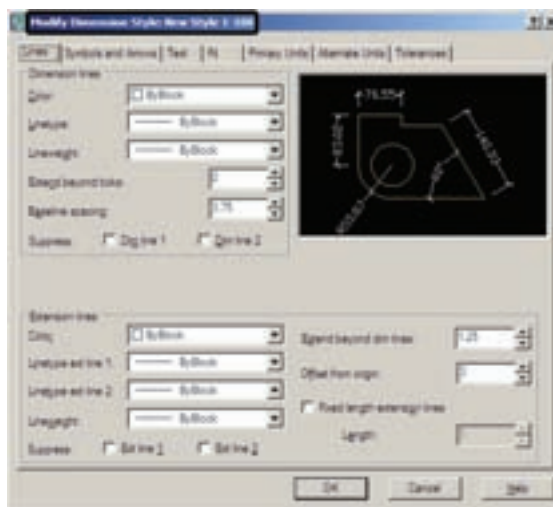 Modify Dimension Style: New Style 1-100
Lines Symbols and Arrows Text Fit Primary Units Alternate Units Tolerances
Dimension lines
Color: ByBlock
Linetype: ByBlock
Lineweight: ByBlock
Extend beyond ticks: 0
Baseline spacing: 3.75
Suppress: Dim line 1 Dim line 2
Extension lines
Color: ByBlock
Linetype ext line 1: ByBlock
Linetype ext line 2: ByBlock
Lineweight: ByBlock
Suppress: Ext line 1 Ext line 2
Extend beyond dim lines: 1.25
Offset from origin:
Fixed length extension lines
Length:
OK Cancel Help